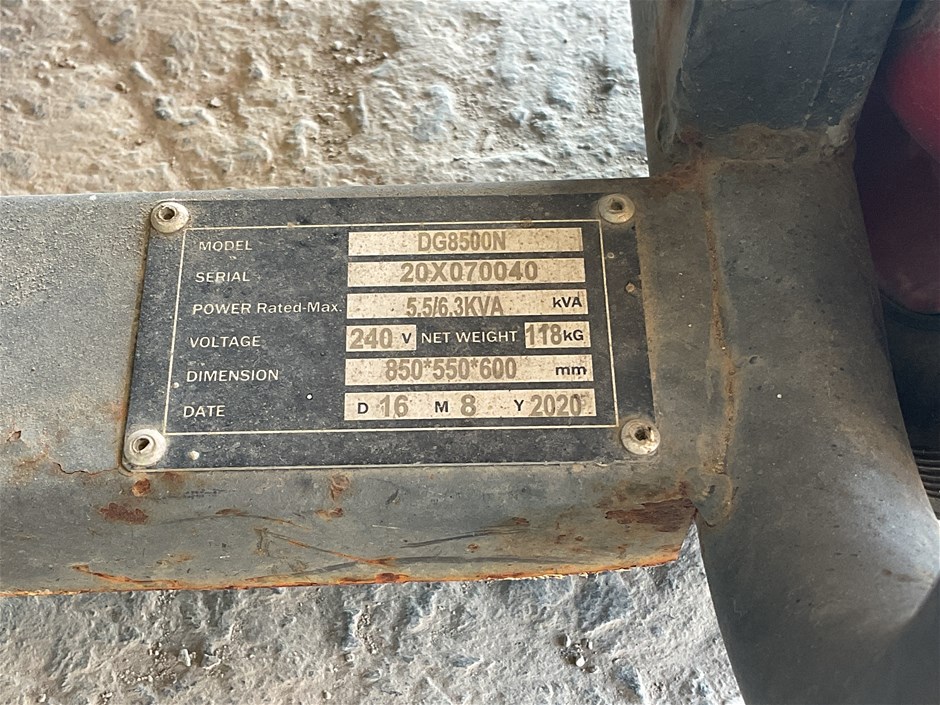 MODEL DG8500N
SERIAL 20X070040
POWER Rated-Max. 5.5/6.3KVA kVA
VOLTAGE 240 V NET WEIGHT 118 KG
DIMENSION 850*550*600 mm
DATE D 16 M 8 Y 2020